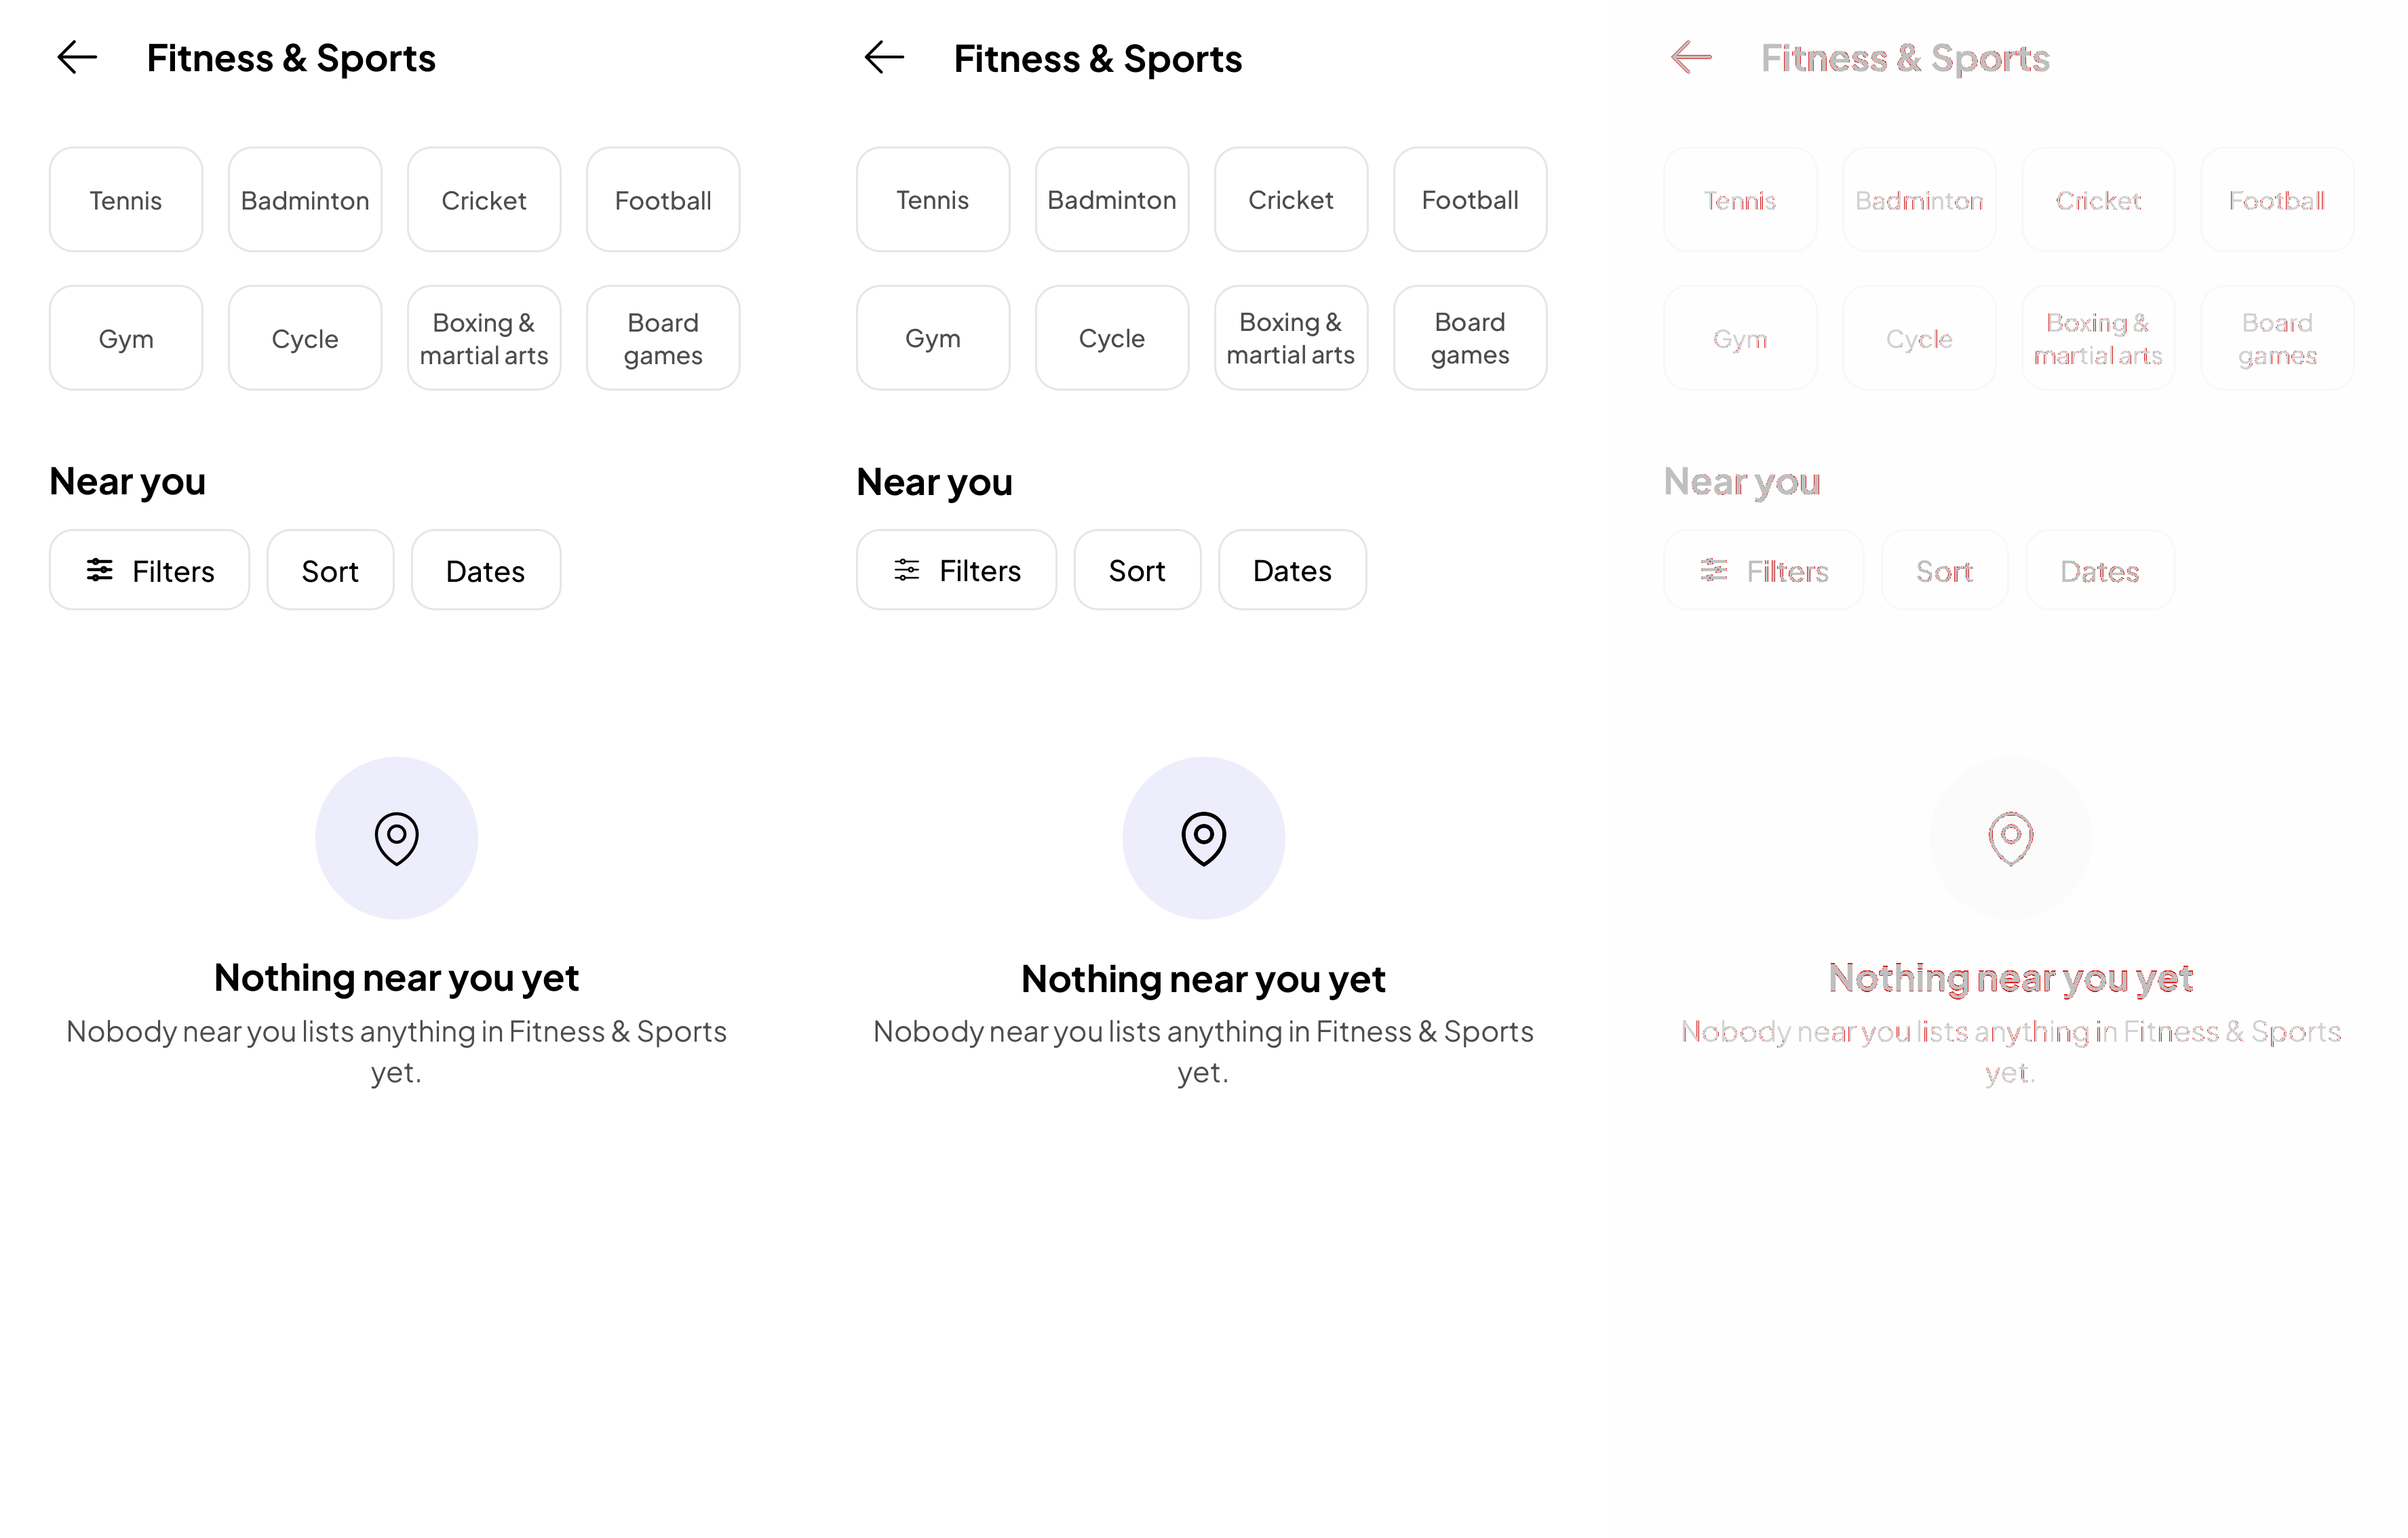 Fitness & Sports
Tennis
Badminton
Cricket
Football
Gym
Cycle
Boxing &
martial arts
Board
games
Near you
Filters
Sort
Dates
Nothing near you yet
Nobody near you lists anything in Fitness & Sports
yet.
Fitness & Sports
Tennis
Badminton
Cricket
Football
Gym
Cycle
Boxing &
martial arts
Board
games
Near you
Filters
Sort
Dates
Nothing near you yet
Nobody near you lists anything in Fitness & Sports
yet.
Fitness & Sports
Tennis
Badminton
Cricket
Football
Gym
Cycle
Boxing &
martial arts
Board
games
Near you
Filters
Sort
Dates
Nothing near you yet
Nobody near you lists anything in Fitness & Sports
yet.